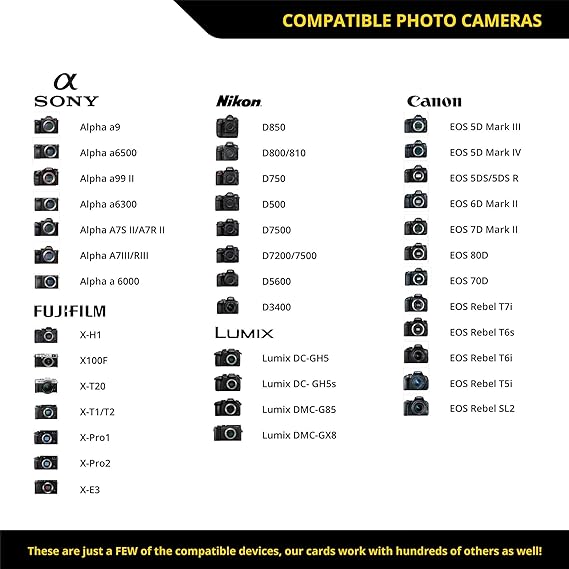 COMPATIBLE PHOTO CAMERAS
α
SONY
Alpha a9
Alpha a6500
Alpha a99 II
Alpha a6300
Alpha A7S II/A7R II
Alpha A7III/RIII
Alpha a 6000
FUJIFILM
X-H1
X100F
X-T20
X-T1/T2
X-Pro1
X-Pro2
X-E3
Nikon
D850
D800/810
D750
D500
D7500
D7200/7500
D5600
D3400
LUMIX
Lumix DC-GH5
Lumix DC- GH5s
Lumix DMC-G85
Lumix DMC-GX8
Canon
EOS 5D Mark III
EOS 5D Mark IV
EOS 5DS/5DS R
EOS 6D Mark II
EOS 7D Mark II
EOS 80D
EOS 70D
EOS Rebel T7i
EOS Rebel T6s
EOS Rebel T6i
EOS Rebel T5i
EOS Rebel SL2
These are just a FEW of the compatible devices, our cards work with hundreds of others as well!